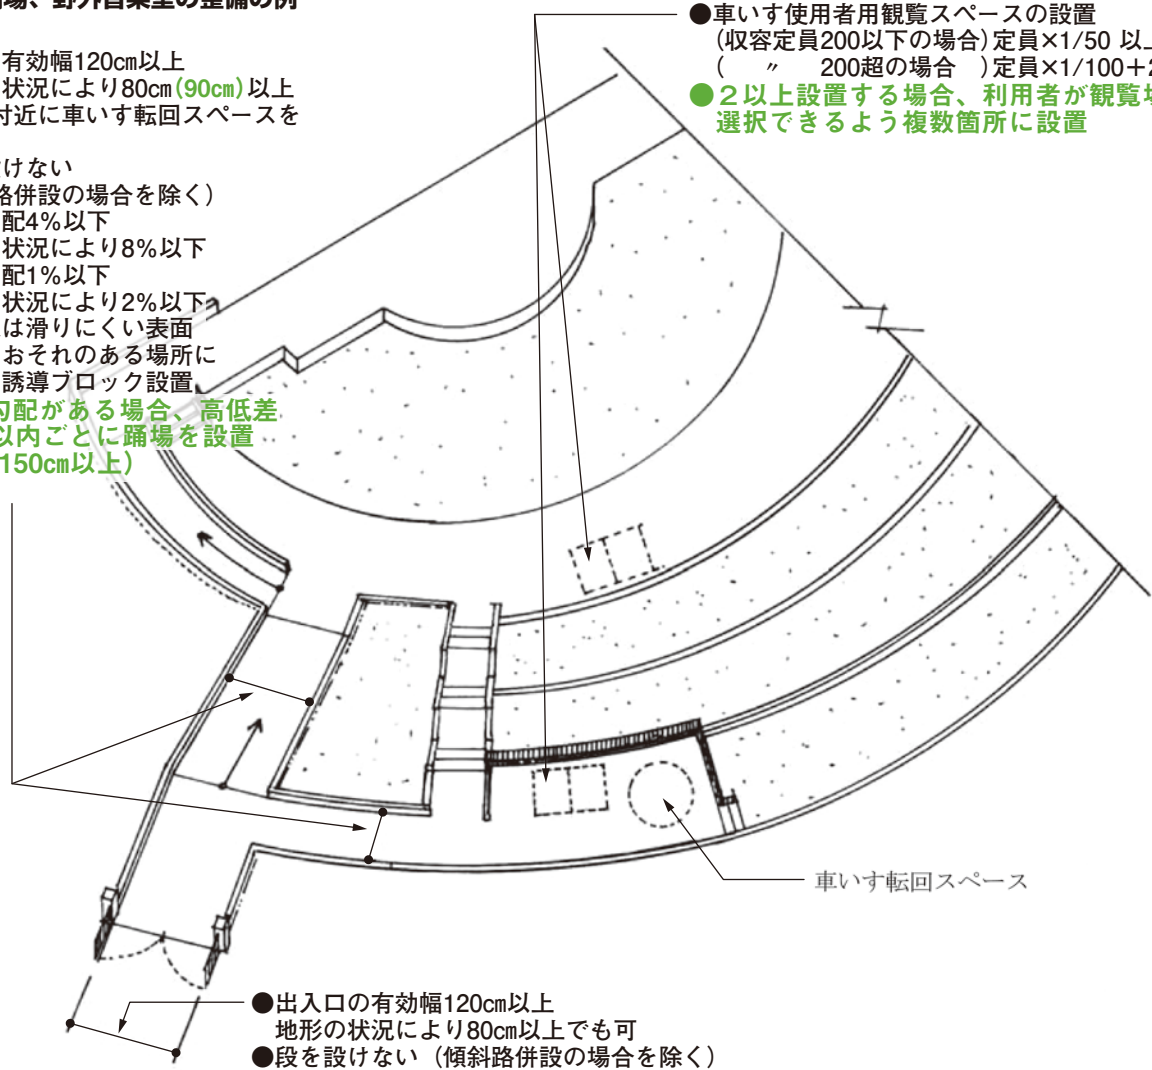 場、野外音楽堂の整備の例
有効幅120cm以上
状況により80cm(90cm)以上
付近に車いす転回スペースを
けない
併設の場合を除く）
配4%以下
状況により8%以下
配1%以下
状況により2%以下
は滑りにくい表面
おそれのある場所に
誘導ブロック設置
勾配がある場合、高低差
以内ごとに踊場を設置
150cm以上）
●車いす使用者用観覧スペースの設置
（収容定員200以下の場合）定員×1/50 以上
（　〃　200超の場合　）定員×1/100＋2
●２以上設置する場合、利用者が観覧場
選択できるよう複数箇所に設置
車いす転回スペース
●出入口の有効幅120cm以上
地形の状況により80cm以上でも可
●段を設けない（傾斜路併設の場合を除く）